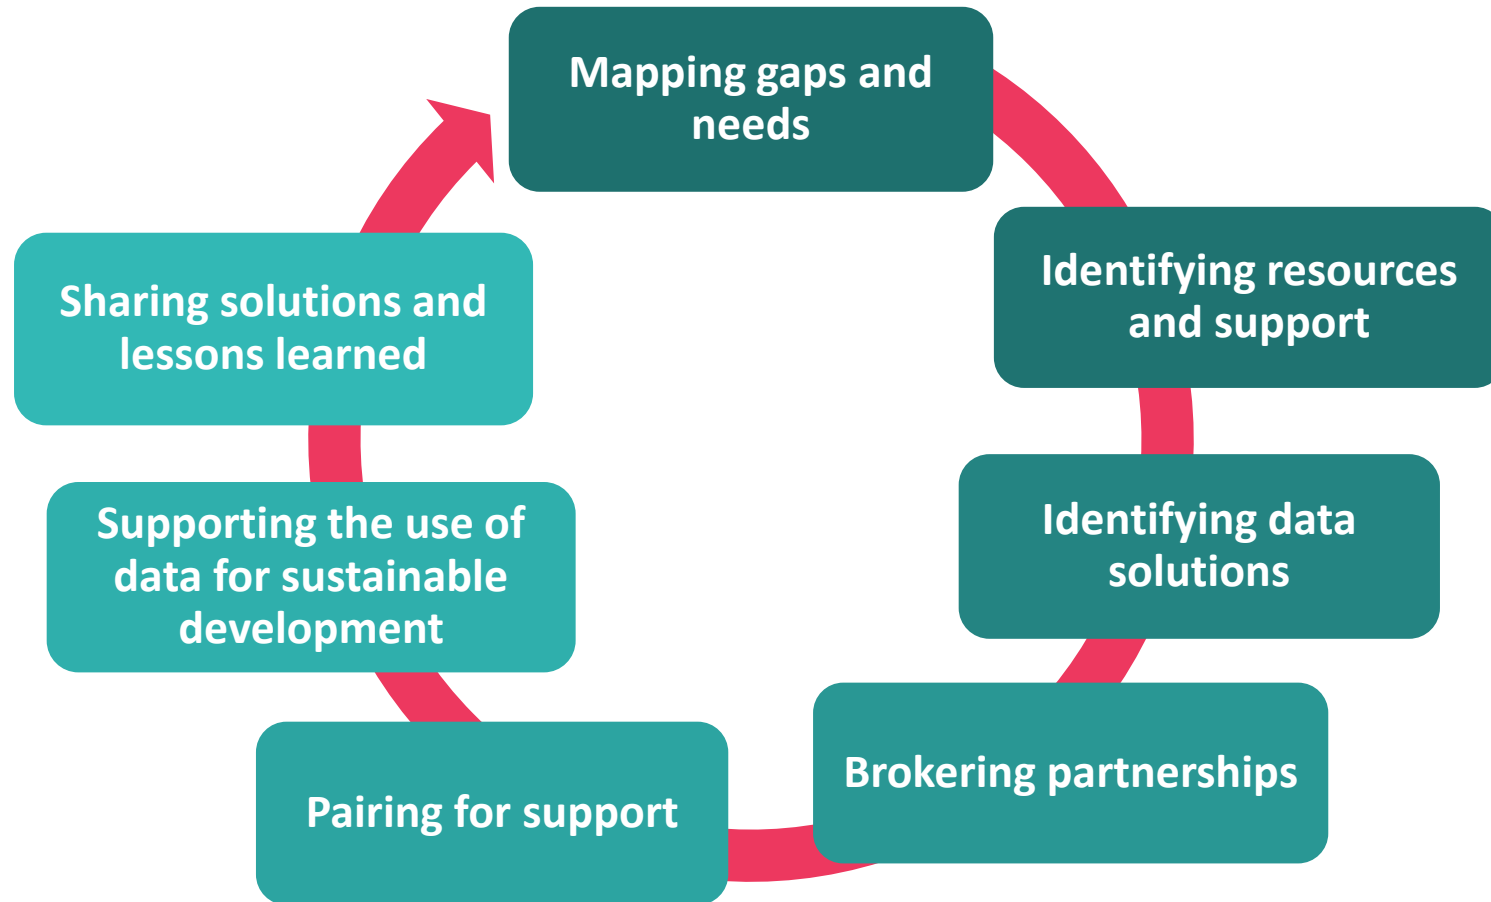 Mapping gaps and
needs
Identifying resources
and support
Identifying data
solutions
Brokering partnerships
Pairing for support
Supporting the use of
data for sustainable
development
Sharing solutions and
lessons learned